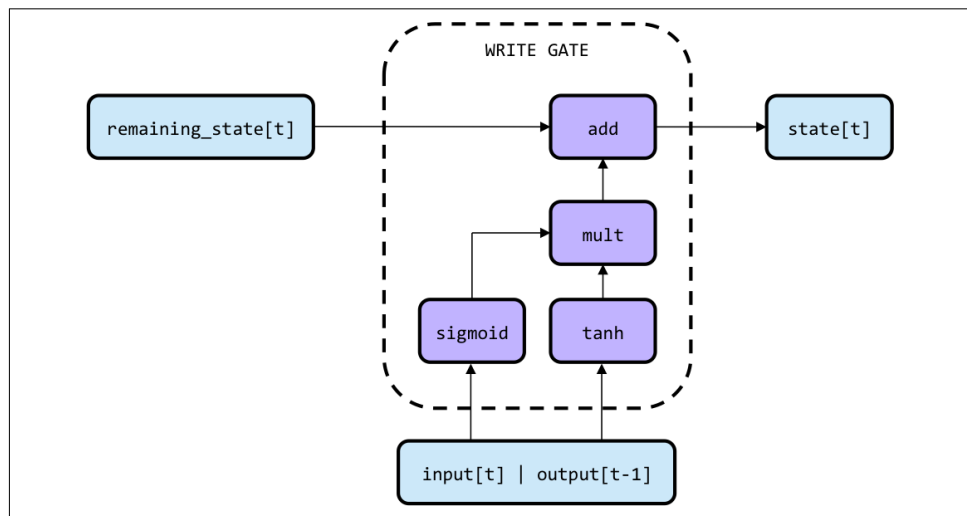 WRITE GATE
remaining_state[t]
add
state[t]
mult
sigmoid
tanh
input[t] | output[t-1]